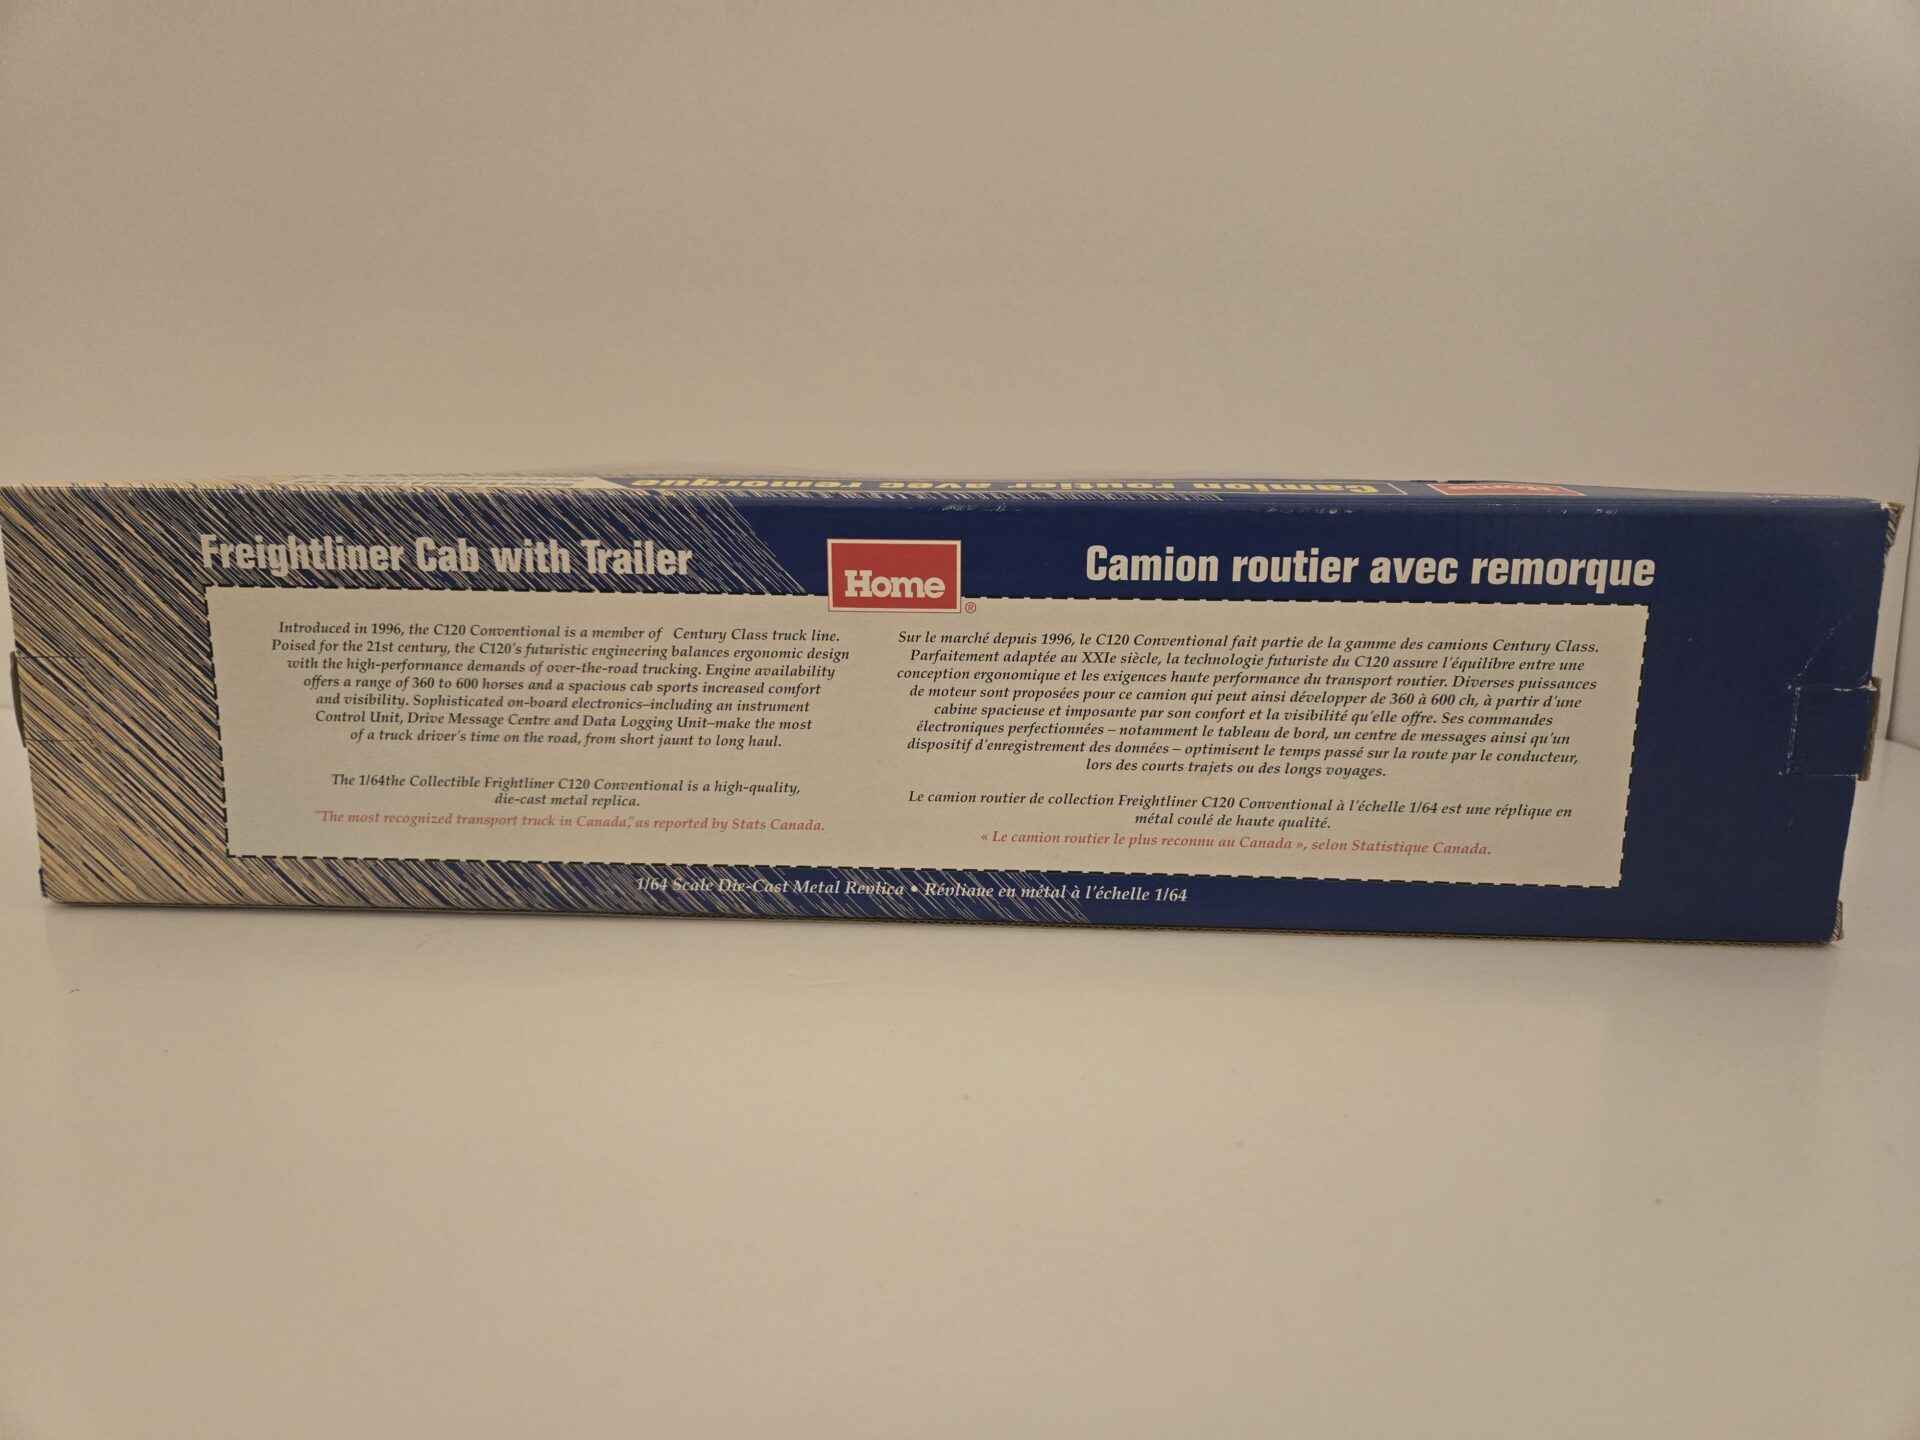 Camion routier avec remorque
Home
Freightliner Cab with Trailer
Home
®
Camion routier avec remorque
Introduced in 1996, the C120 Conventional is a member of Century Class truck line.
Poised for the 21st century, the C120's futuristic engineering balances ergonomic design
with the high-performance demands of over-the-road trucking. Engine availability
offers a range of 360 to 600 horses and a spacious cab sports increased comfort
and visibility. Sophisticated on-board electronics–including an instrument
Control Unit, Drive Message Centre and Data Logging Unit–make the most
of a truck driver's time on the road, from short jaunt to long haul.
The 1/64the Collectible Frightliner C120 Conventional is a high-quality,
die-cast metal replica.
"The most recognized transport truck in Canada," as reported by Stats Canada.
Sur le marché depuis 1996, le C120 Conventional fait partie de la gamme des camions Century Class.
Parfaitement adaptée au XXIe siècle, la technologie futuriste du C120 assure l'équilibre entre une
conception ergonomique et les exigences haute performance du transport routier. Diverses puissances
de moteur sont proposées pour ce camion qui peut ainsi développer de 360 à 600 ch, à partir d'une
cabine spacieuse et imposante par son confort et la visibilité qu'elle offre. Ses commandes
électroniques perfectionnées – notamment le tableau de bord, un centre de messages ainsi qu'un
dispositif d'enregistrement des données – optimisent le temps passé sur la route par le conducteur,
lors des courts trajets ou des longs voyages.
Le camion routier de collection Freightliner C120 Conventional à l'échelle 1/64 est une réplique en
métal coulé de haute qualité.
« Le camion routier le plus reconnu au Canada », selon Statistique Canada.
1/64 Scale Die-Cast Metal Replica • Réplique en métal à l'échelle 1/64